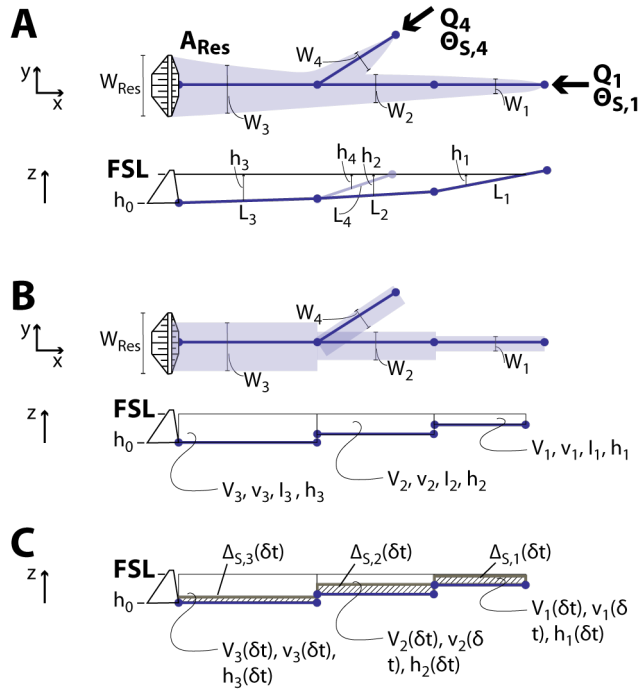 A
A_Res
Q_4
Θ_S,4
W_4
W_Res
y
x
W_3
W_2
W_1
Q_1
Θ_S,1
z
FSL
h_0
h_3
h_4
h_2
h_1
L_3
L_4
L_2
L_1
B
y
x
W_Res
W_4
W_3
W_2
W_1
z
FSL
h_0
V_3, v_3, l_3 , h_3
V_2, v_2, l_2, h_2
V_1, v_1, l_1, h_1
C
z
FSL
h_0
Δ_S,3(δt)
Δ_S,2(δt)
Δ_S,1(δt)
V_3(δt), v_3(δt),
h_3(δt)
V_2(δt), v_2(δ
t), h_2(δt)
V_1(δt), v_1(δ
t), h_1(δt)